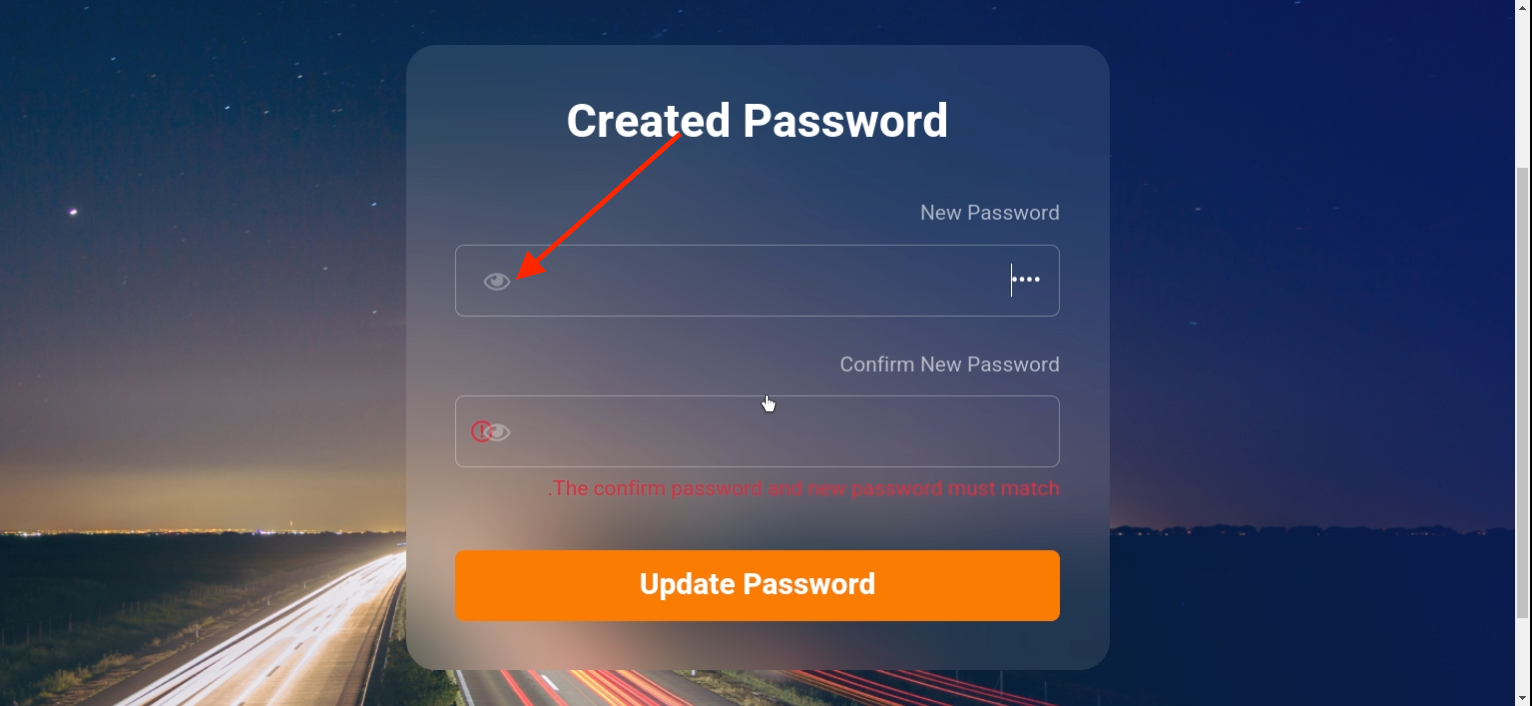 Created Password
New Password
••••
Confirm New Password
.The confirm password and new password must match
Update Password